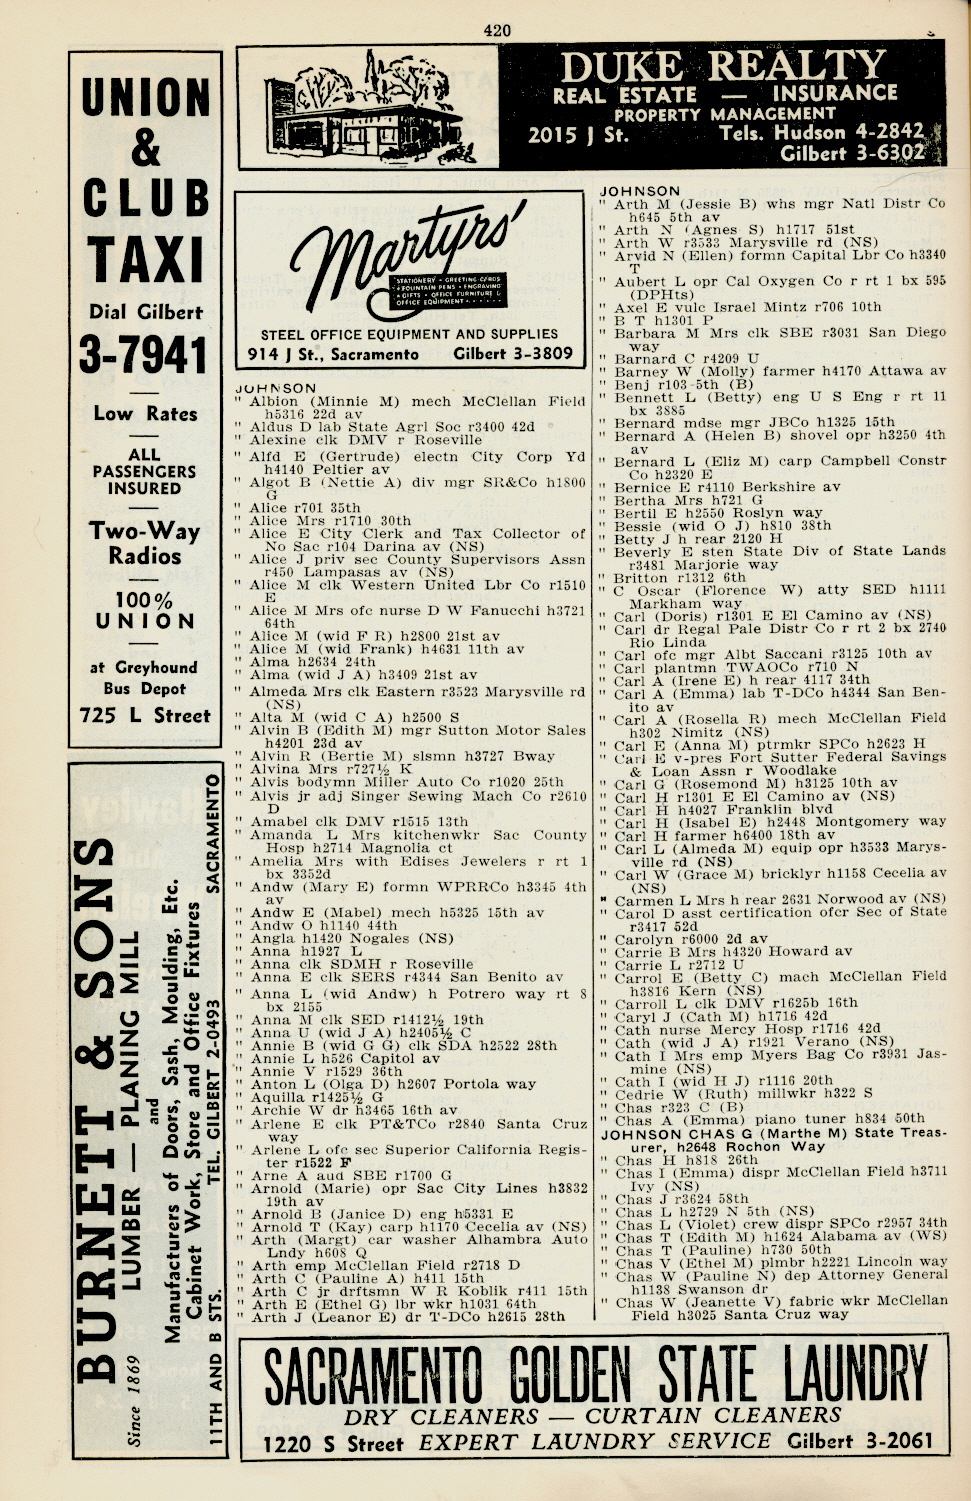 420
UNION
&
CLUB
TAXI
Dial Gilbert
3-7941
Low Rates
ALL
PASSENGERS
INSURED
Two-Way
Radios
100%
UNION
at Greyhound
Bus Depot
725 L Street
BURNETT & SONS
Since 1869 LUMBER — PLANING MILL
and
Manufacturers of Doors, Sash, Moulding, Etc.
Cabinet Work, Store and Office Fixtures
11TH AND B STS. TEL. GILBERT 2-0493 SACRAMENTO
DUKE REALTY
REAL ESTATE — INSURANCE
PROPERTY MANAGEMENT
2015 J St. Tels. Hudson 4-2842
Gilbert 3-6302
Martyrs'
STATIONERY • GREETING CARDS
• FOUNTAIN PENS • ENGRAVING
• GIFTS • OFFICE FURNITURE &
OFFICE EQUIPMENT
STEEL OFFICE EQUIPMENT AND SUPPLIES
914 J St., Sacramento Gilbert 3-3809
JOHNSON
" Albion (Minnie M) mech McClellan Field
h5316 22d av
" Aldus D lab State Agrl Soc r3400 42d
" Alexine clk DMV r Roseville
" Alfd E (Gertrude) electn City Corp Yd
h4140 Peltier av
" Algot B (Nettie A) div mgr SR&Co h1800
G
" Alice r701 35th
" Alice Mrs r1710 30th
" Alice E City Clerk and Tax Collector of
No Sac r104 Darina av (NS)
" Alice J priv sec County Supervisors Assn
r450 Lampasas av (NS)
" Alice M clk Western United Lbr Co r1510
E
" Alice M Mrs ofc nurse D W Fanucchi h3721
64th
" Alice M (wid F R) h2800 21st av
" Alice M (wid Frank) h4631 11th av
" Alma h2634 24th
" Alma (wid J A) h3409 21st av
" Almeda Mrs clk Eastern r3523 Marysville rd
(NS)
" Alta M (wid C A) h2500 S
" Alvin B (Edith M) mgr Sutton Motor Sales
h4201 23d av
" Alvin R (Bertie M) slsmn h3727 Bway
" Alvina Mrs r727½ K
" Alvis bodymn Miller Auto Co r1020 25th
" Alvis jr adj Singer Sewing Mach Co r2610
D
" Amabel clk DMV r1515 13th
" Amanda L Mrs kitchenwkr Sac County
Hosp h2714 Magnolia ct
" Amelia Mrs with Edises Jewelers r rt 1
bx 3352d
" Andw (Mary E) formn WPRRCo h3345 4th
av
" Andw E (Mabel) mech h5325 15th av
" Andw O h1140 44th
" Angla h1420 Nogales (NS)
" Anna h1927 L
" Anna clk SDMH r Roseville
" Anna E clk SERS r4344 San Benito av
" Anna L (wid Andw) h Potrero way rt 8
bx 2155
" Anna M clk SED r1412½ 19th
" Anna U (wid J A) h2405½ C
" Annie B (wid G G) clk SDA h2522 28th
" Annie L h526 Capitol av
" Annie V r1529 36th
" Anton L (Olga D) h2607 Portola way
" Aquilla r1425½ G
" Archie W dr h3465 16th av
" Arlene E clk PT&TCo r2840 Santa Cruz
way
" Arlene L ofc sec Superior California Regis-
ter r1522 F
" Arne A aud SBE r1700 G
" Arnold (Marie) opr Sac City Lines h3832
19th av
" Arnold B (Janice D) eng h5331 E
" Arnold T (Kay) carp h1170 Cecelia av (NS)
" Arth (Margt) car washer Alhambra Auto
Lndy h608 Q
" Arth emp McClellan Field r2718 D
" Arth C (Pauline A) h411 15th
" Arth C jr drftsmn W R Koblik r411 15th
" Arth E (Ethel G) lbr wkr h1031 64th
" Arth J (Leanor E) dr T-DCo h2615 28th
JOHNSON
" Arth M (Jessie B) whs mgr Natl Distr Co
h645 5th av
" Arth N (Agnes S) h1717 51st
" Arth W r3533 Marysville rd (NS)
" Arvid N (Ellen) formn Capital Lbr Co h3340
T
" Aubert L opr Cal Oxygen Co r rt 1 bx 595
(DPHts)
" Axel E vulc Israel Mintz r706 10th
" B T h1301 P
" Barbara M Mrs clk SBE r3031 San Diego
way
" Barnard C r4209 U
" Barney W (Molly) farmer h4170 Attawa av
" Benj r103 5th (B)
" Bennett L (Betty) eng U S Eng r rt 11
bx 3885
" Bernard mdse mgr JBCo h1325 15th
" Bernard A (Helen B) shovel opr h3250 4th
av
" Bernard L (Eliz M) carp Campbell Constr
Co h2320 E
" Bernice E r4110 Berkshire av
" Bertha Mrs h721 G
" Bertil E h2550 Roslyn way
" Bessie (wid O J) h810 38th
" Betty J h rear 2120 H
" Beverly E sten State Div of State Lands
r3481 Marjorie way
" Britton r1312 6th
" C Oscar (Florence W) atty SED h1111
Markham way
" Carl (Doris) r1301 E El Camino av (NS)
" Carl dr Regal Pale Distr Co r rt 2 bx 2740
Rio Linda
" Carl ofc mgr Albt Saccani r3125 10th av
" Carl plantmn TWAOCo r710 N
" Carl A (Irene E) h rear 4117 34th
" Carl A (Emma) lab T-DCo h4344 San Ben-
ito av
" Carl A (Rosella R) mech McClellan Field
h302 Nimitz (NS)
" Carl E (Anna M) ptrmkr SPCo h2623 H
" Carl E v-pres Fort Sutter Federal Savings
& Loan Assn r Woodlake
" Carl G (Rosemond M) h3125 10th av
" Carl H r1301 E El Camino av (NS)
" Carl H h4027 Franklin blvd
" Carl H (Isabel E) h2448 Montgomery way
" Carl H farmer h6400 18th av
" Carl L (Almeda M) equip opr h3533 Marys-
ville rd (NS)
" Carl W (Grace M) bricklyr h1158 Cecelia av
(NS)
" Carmen L Mrs h rear 2631 Norwood av (NS)
" Carol D asst certification ofcr Sec of State
r3417 52d
" Carolyn r6000 2d av
" Carrie B Mrs h4320 Howard av
" Carrie L r2712 U
" Carrol E (Betty C) mach McClellan Field
h3816 Kern (NS)
" Carroll L clk DMV r1625b 16th
" Caryl J (Cath M) h1716 42d
" Cath nurse Mercy Hosp r1716 42d
" Cath (wid J A) r1921 Verano (NS)
" Cath I Mrs emp Myers Bag Co r3931 Jas-
mine (NS)
" Cath I (wid H J) r1116 20th
" Cedrie W (Ruth) millwkr h322 S
" Chas r323 C (B)
" Chas A (Emma) piano tuner h834 50th
JOHNSON CHAS G (Marthe M) State Treas-
urer, h2648 Rochon Way
" Chas H h818 26th
" Chas I (Emma) dispr McClellan Field h3711
Ivy (NS)
" Chas J r3624 58th
" Chas L h2729 N 5th (NS)
" Chas L (Violet) crew dispr SPCo r2957 34th
" Chas T (Edith M) h1624 Alabama av (WS)
" Chas T (Pauline) h730 50th
" Chas V (Ethel M) plmbr h2221 Lincoln way
" Chas W (Pauline N) dep Attorney General
h1138 Swanson dr
" Chas W (Jeanette V) fabric wkr McClellan
Field h3025 Santa Cruz way
SACRAMENTO GOLDEN STATE LAUNDRY
DRY CLEANERS — CURTAIN CLEANERS
1220 S Street EXPERT LAUNDRY SERVICE Gilbert 3-2061